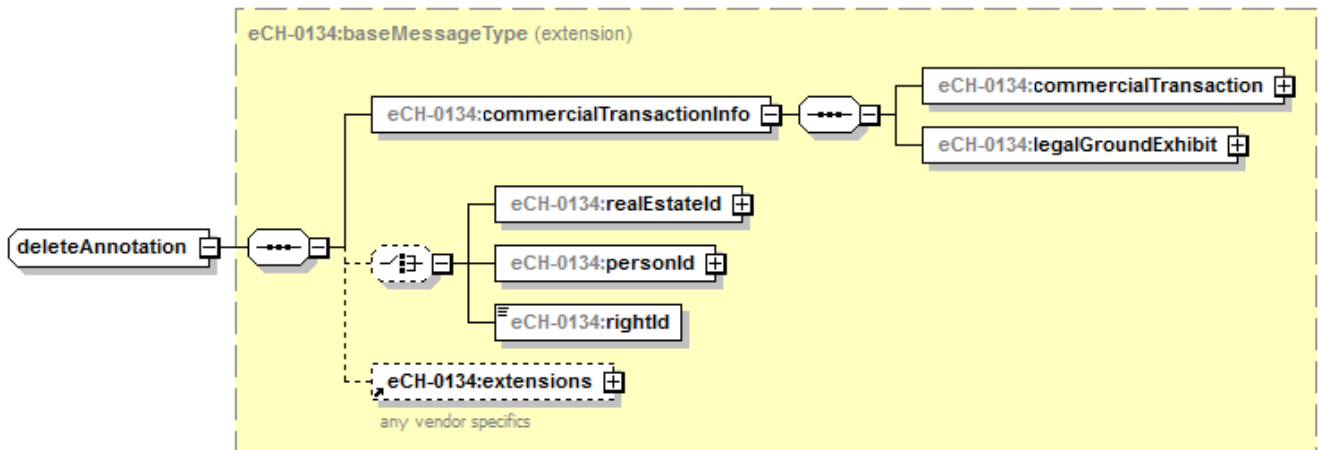 eCH-0134:baseMessageType (extension)
eCH-0134:commercialTransaction
eCH-0134:commercialTransactionInfo
eCH-0134:legalGroundExhibit
eCH-0134:realEstateId
deleteAnnotation
eCH-0134:personId
eCH-0134:rightId
eCH-0134:extensions
any vendor specifics